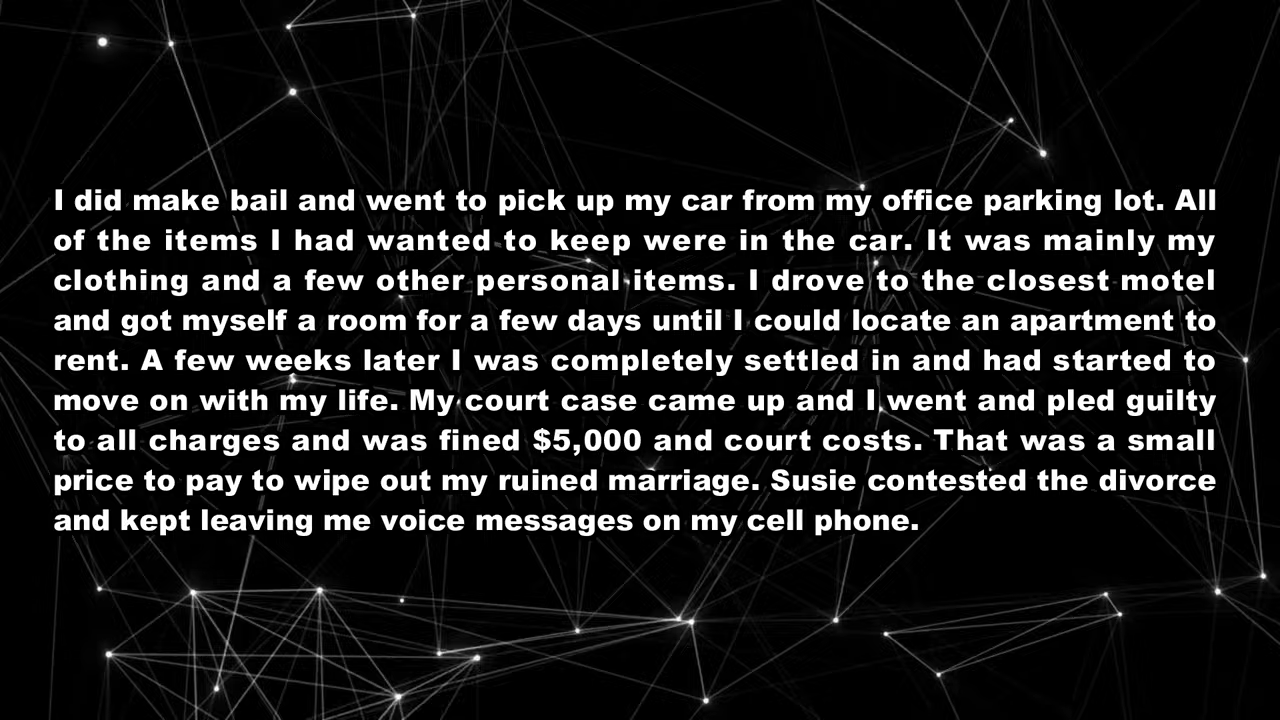 I did make bail and went to pick up my car from my office parking lot. All
of the items I had wanted to keep were in the car. It was mainly my
clothing and a few other personal items. I drove to the closest motel
and got myself a room for a few days until I could locate an apartment to
rent. A few weeks later I was completely settled in and had started to
move on with my life. My court case came up and I went and pled guilty
to all charges and was fined $5,000 and court costs. That was a small
price to pay to wipe out my ruined marriage. Susie contested the divorce
and kept leaving me voice messages on my cell phone.